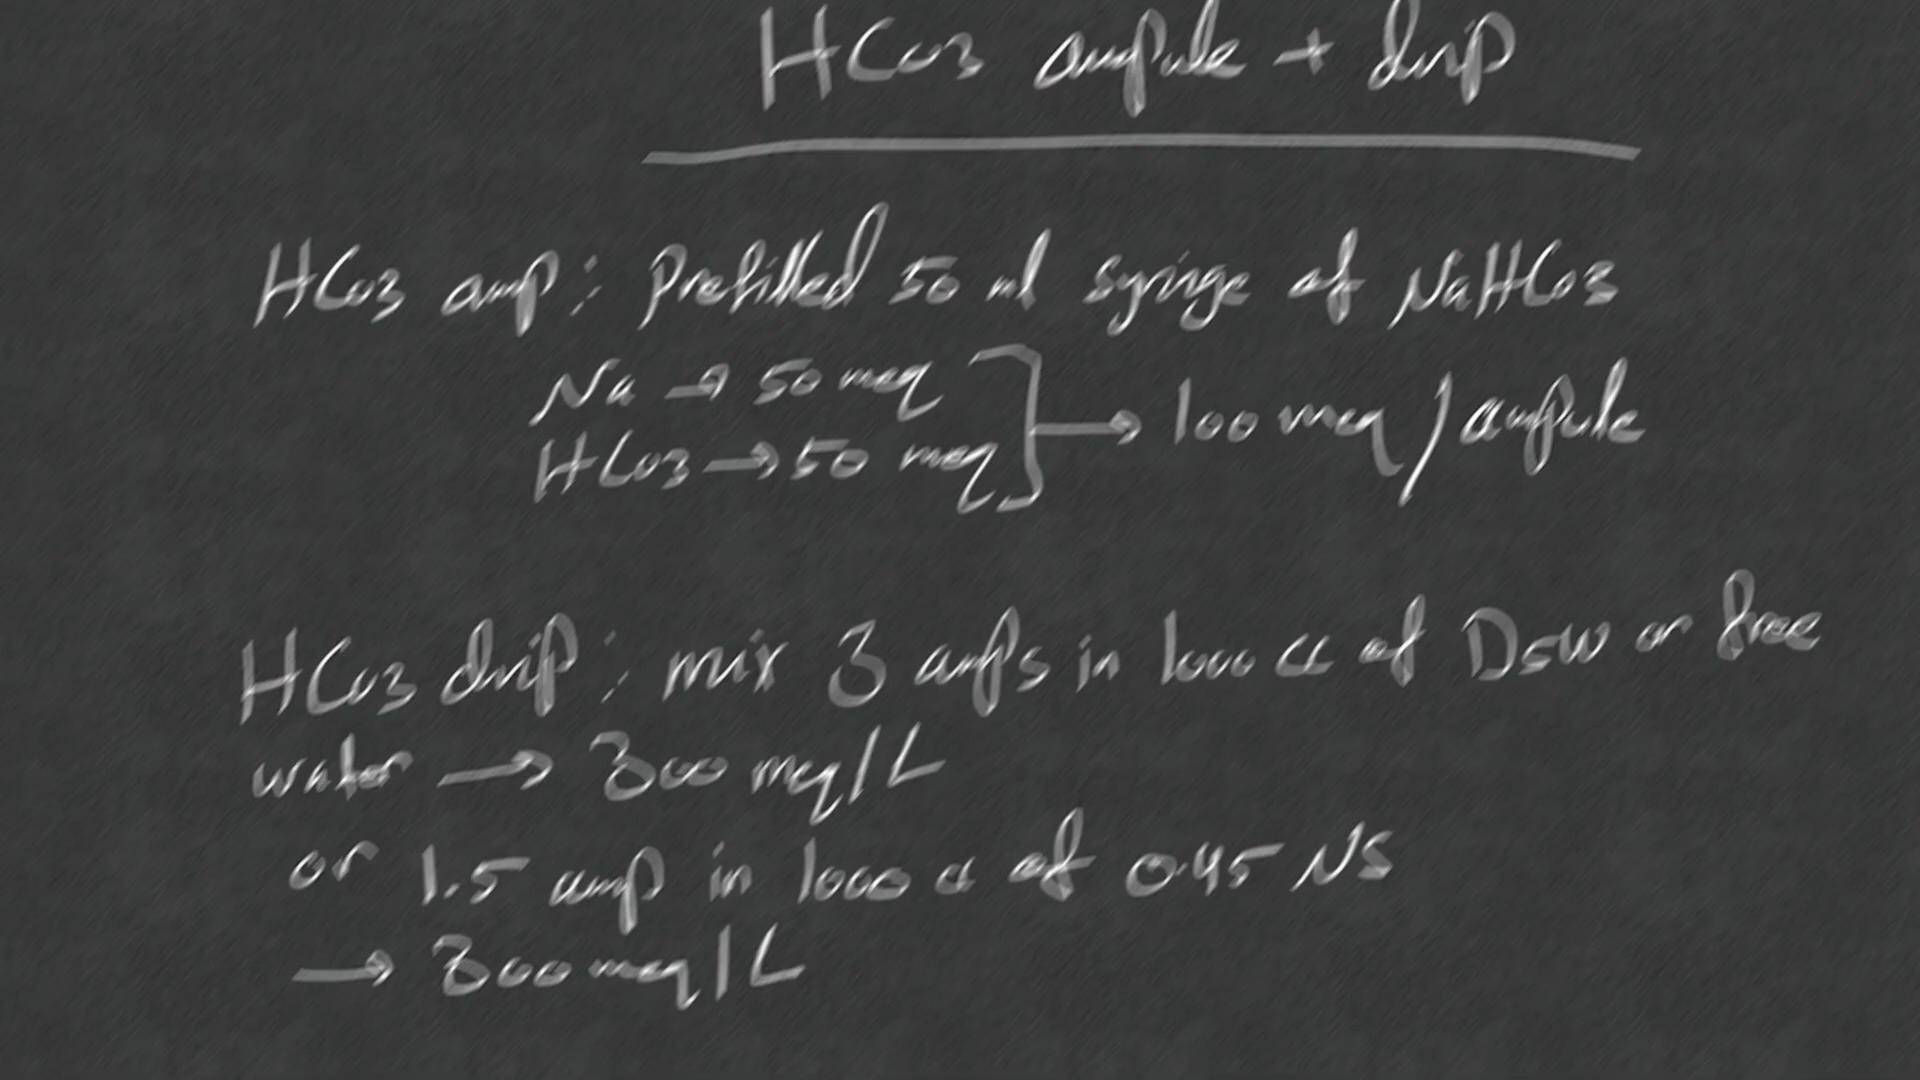 HCO3 ampule + drip
HCO3 amp: Prefilled 50 ml syringe of NaHCO3
Na → 50 meq
HCO3 → 50 meq → 100 meq / ampule
HCO3 drip: mix 3 amps in 1000 cc of D5W or free
water → 300 meq/L
or 1.5 amp in 1000 cc of 0.45 NS
→ 300 meq/L